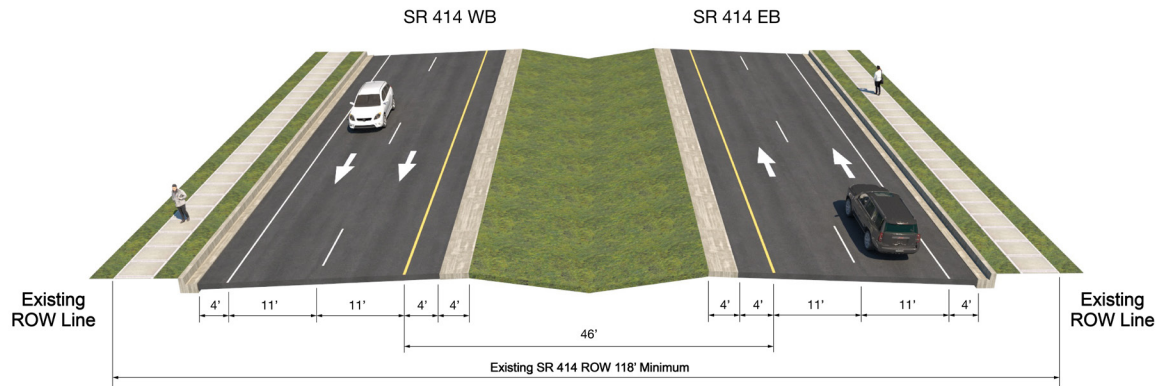 SR 414 WB
SR 414 EB
Existing
ROW Line
4' 11' 11' 4' 4'
4' 4' 11' 11' 4'
Existing
ROW Line
46'
Existing SR 414 ROW 118' Minimum